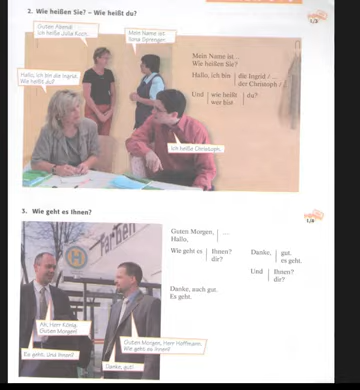 2. Wie heißen Sie? – Wie heißt du?
Guten Abend!
Ich heiße Julia Kurz.
Mein Name ist
Mein Name ist ...
Wie heißen Sie?
Hallo, ich bin die Ingrid.
Wie heißt du?
Hallo, ich bin die Ingrid / ...
der Christoph /
Und wie heißt du?
wer bist
Ich heiße Christoph.
3. Wie geht es Ihnen?
Guten Morgen, ...
Hallo,
Wie geht es Ihnen?
dir?
Danke, gut.
es geht.
Und Ihnen?
dir?
Danke, auch gut.
Es geht.
Farben
H
Ah, Herr König.
Guten Morgen!
Guten Morgen, Herr Hoffmann.
Wie geht es Ihnen?
Es geht. Und Ihnen?
Danke, gut!